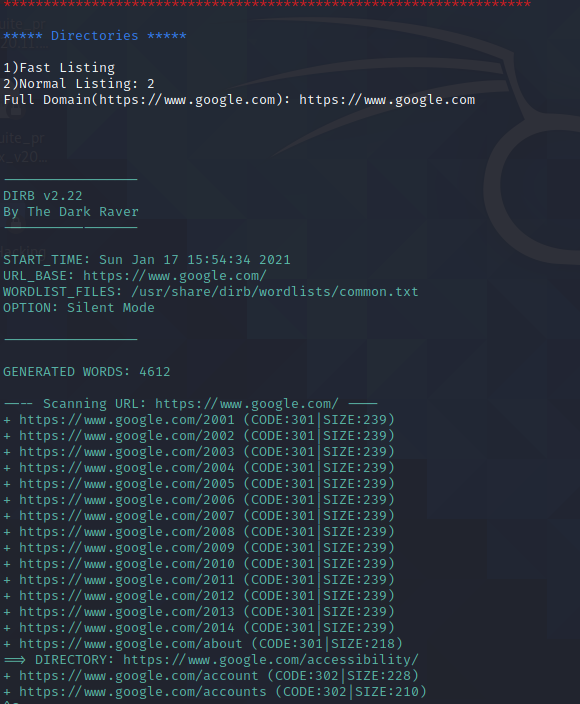 ******************************************************************
***** Directories *****
1)Fast Listing
2)Normal Listing: 2
Full Domain(https://www.google.com): https://www.google.com
-----------------
DIRB v2.22
By The Dark Raver
-----------------
START_TIME: Sun Jan 17 15:54:34 2021
URL_BASE: https://www.google.com/
WORDLIST_FILES: /usr/share/dirb/wordlists/common.txt
OPTION: Silent Mode
-----------------
GENERATED WORDS: 4612
---- Scanning URL: https://www.google.com/ ----
+ https://www.google.com/2001 (CODE:301|SIZE:239)
+ https://www.google.com/2002 (CODE:301|SIZE:239)
+ https://www.google.com/2003 (CODE:301|SIZE:239)
+ https://www.google.com/2004 (CODE:301|SIZE:239)
+ https://www.google.com/2005 (CODE:301|SIZE:239)
+ https://www.google.com/2006 (CODE:301|SIZE:239)
+ https://www.google.com/2007 (CODE:301|SIZE:239)
+ https://www.google.com/2008 (CODE:301|SIZE:239)
+ https://www.google.com/2009 (CODE:301|SIZE:239)
+ https://www.google.com/2010 (CODE:301|SIZE:239)
+ https://www.google.com/2011 (CODE:301|SIZE:239)
+ https://www.google.com/2012 (CODE:301|SIZE:239)
+ https://www.google.com/2013 (CODE:301|SIZE:239)
+ https://www.google.com/2014 (CODE:301|SIZE:239)
+ https://www.google.com/about (CODE:301|SIZE:218)
==> DIRECTORY: https://www.google.com/accessibility/
+ https://www.google.com/account (CODE:302|SIZE:228)
+ https://www.google.com/accounts (CODE:302|SIZE:210)